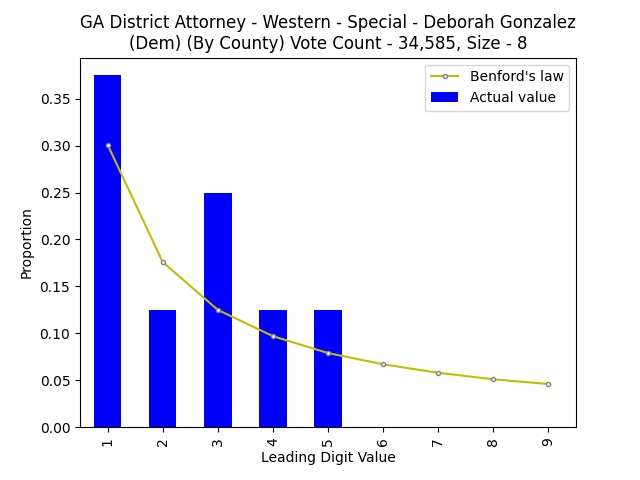 GA District Attorney - Western - Special - Deborah Gonzalez
(Dem) (By County) Vote Count - 34,585, Size - 8
Benford's law
Actual value
0.35
0.30
0.25
0.20
0.15
0.10
0.05
0.00
Proportion
1
2
3
4
5
6
7
8
9
Leading Digit Value